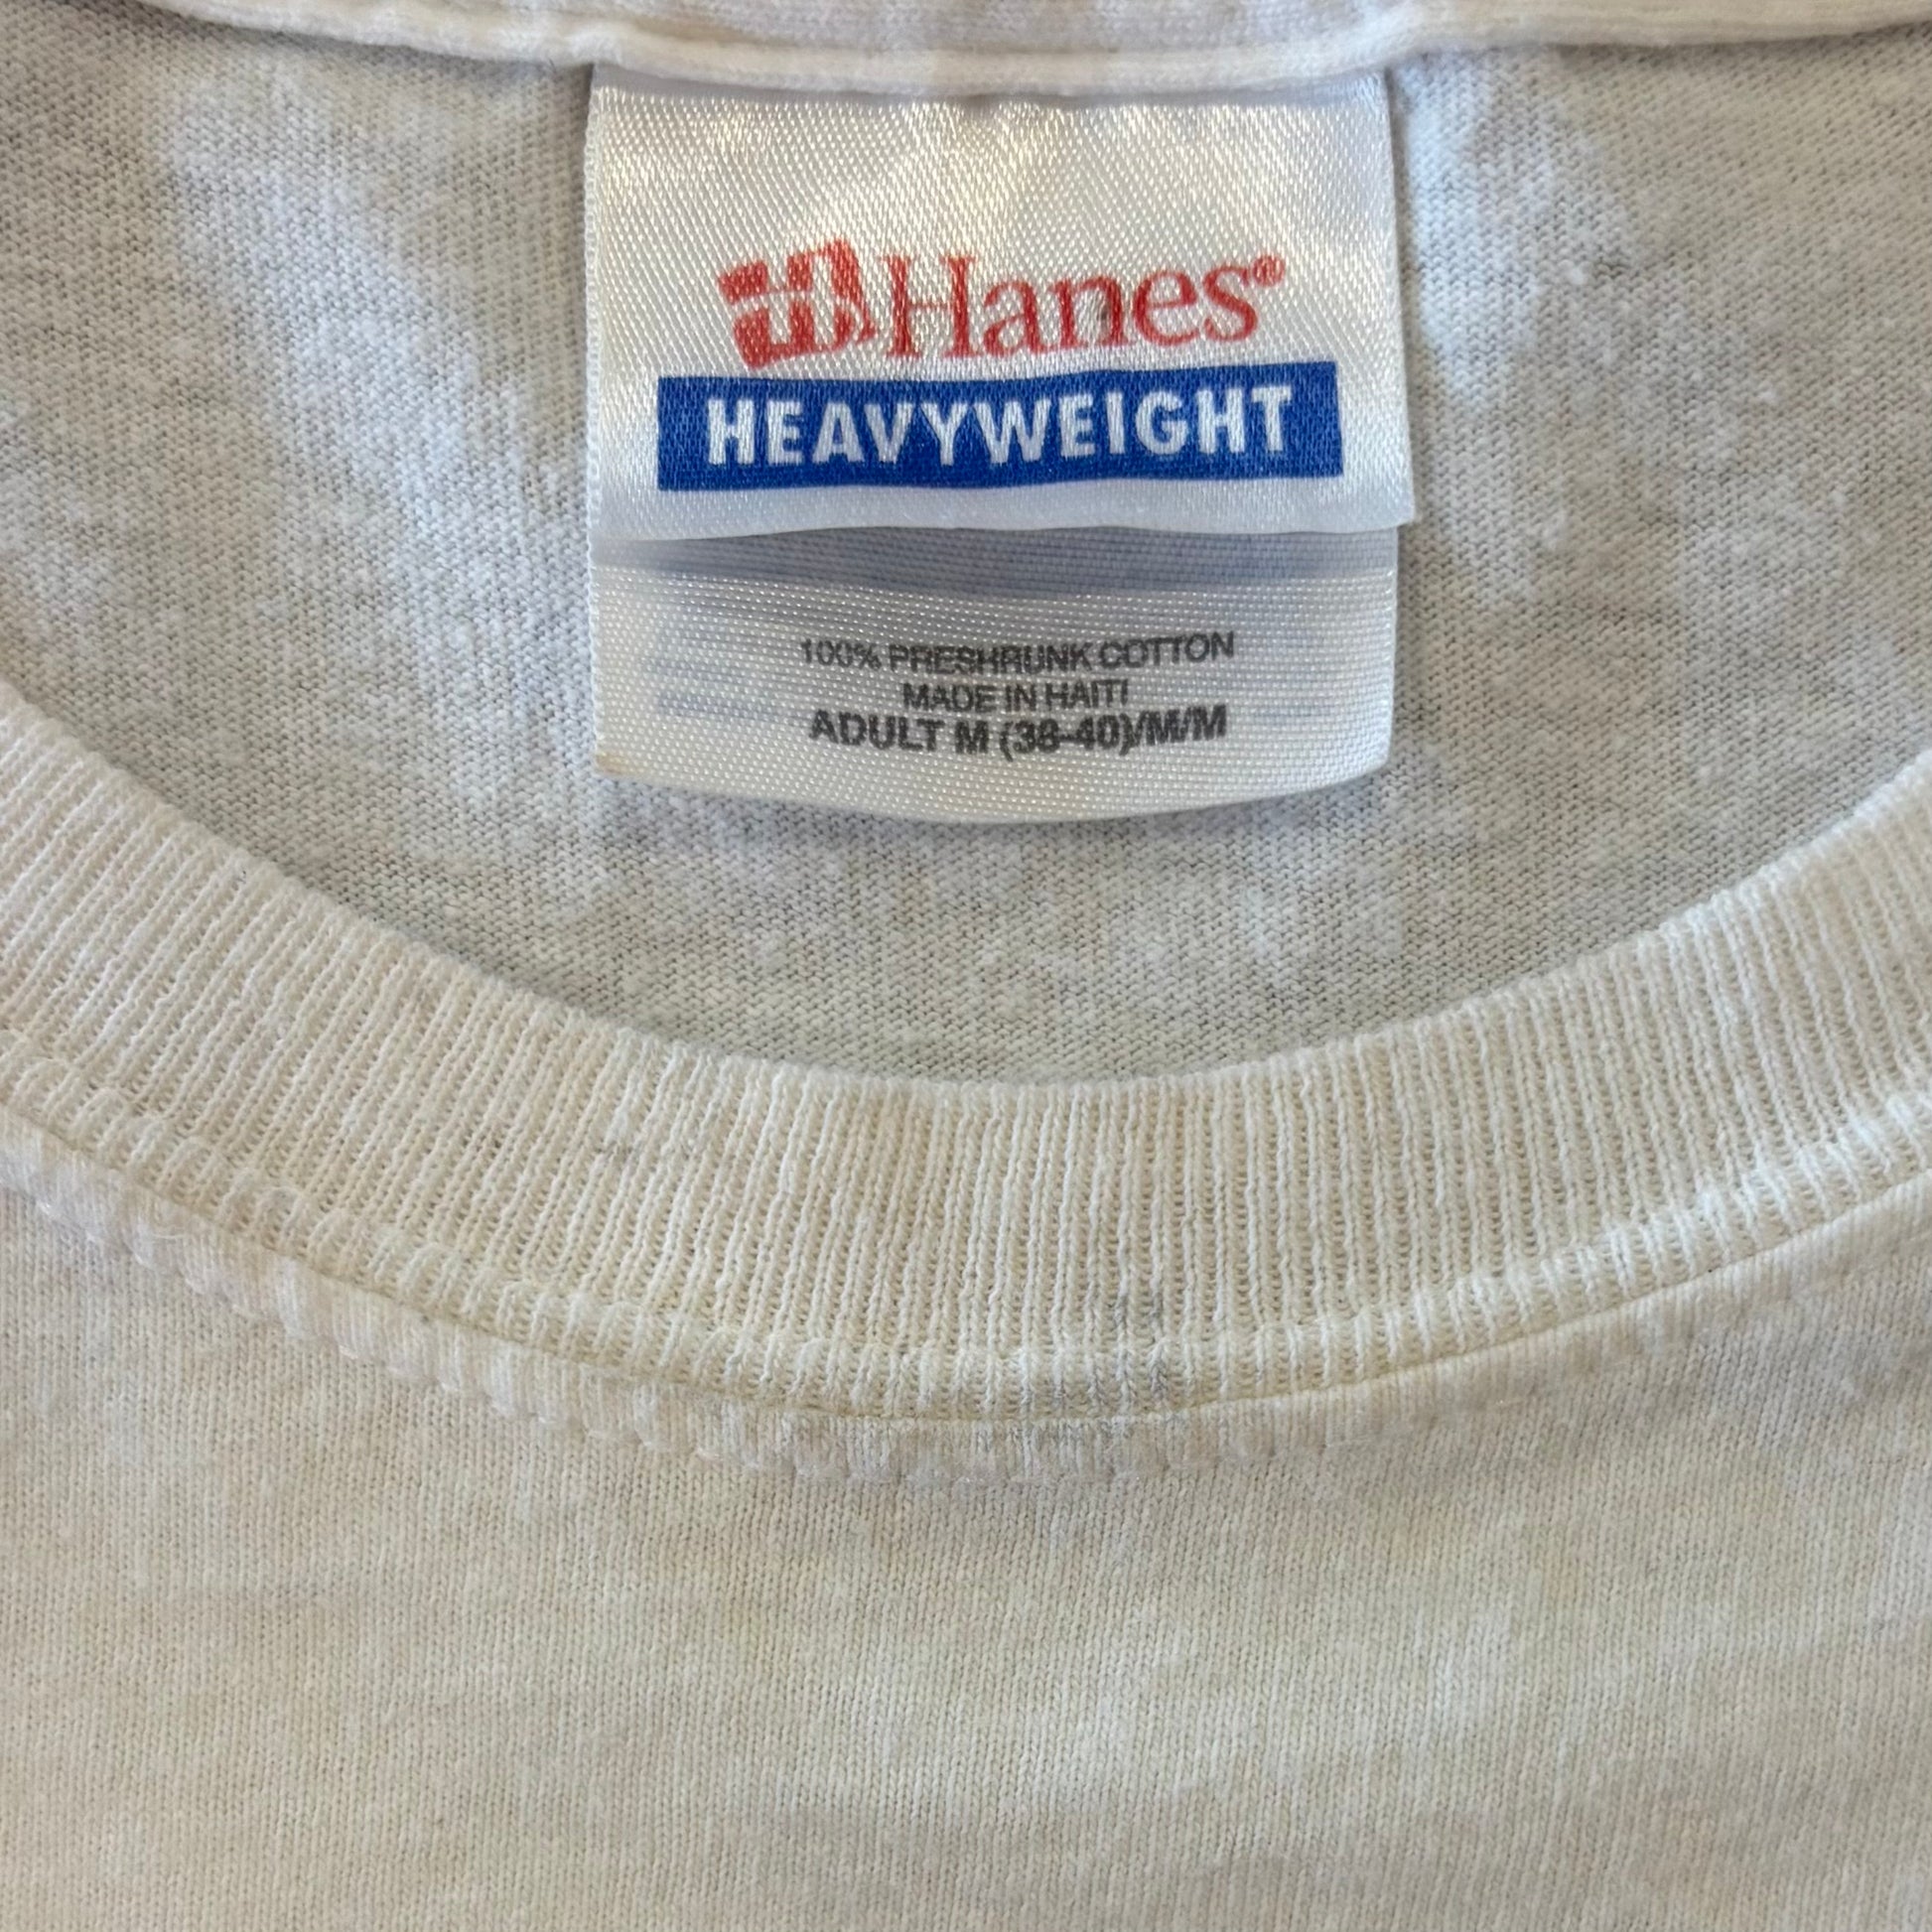 H Hanes®
HEAVYWEIGHT
100% PRESHRUNK COTTON
MADE IN HAITI
ADULT M (38-40)/M/M